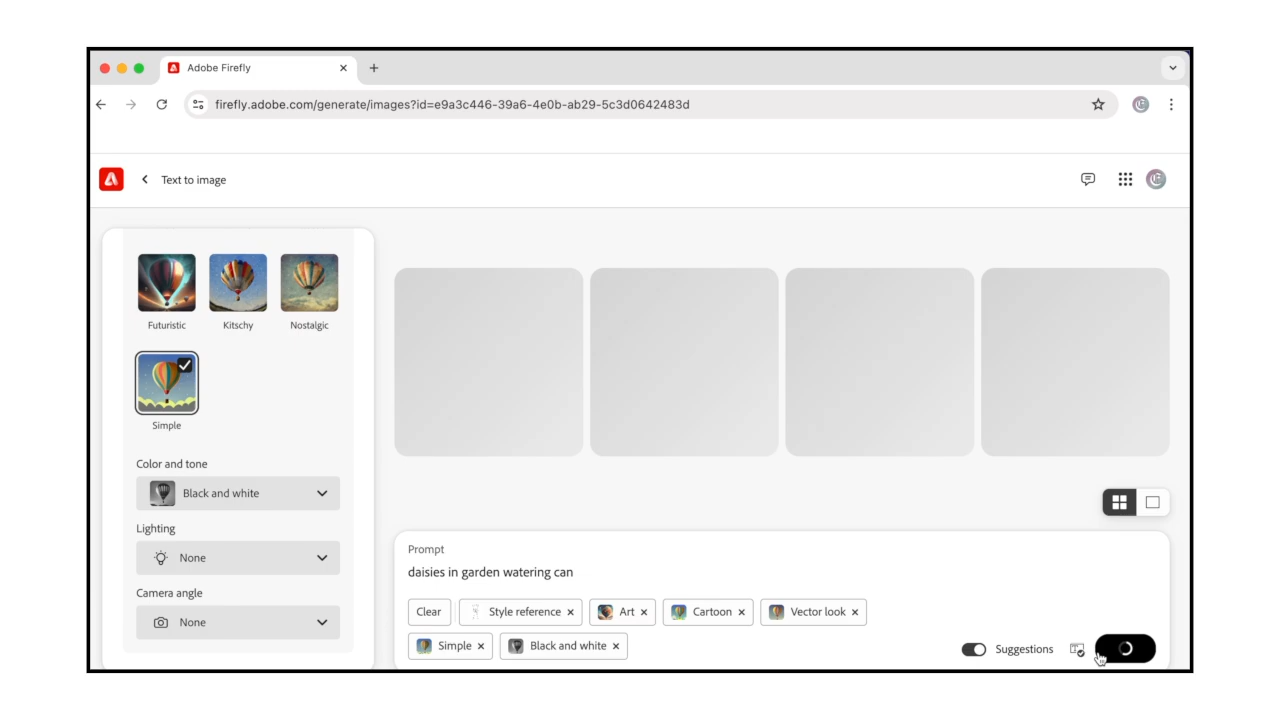 Adobe Firefly
firefly.adobe.com/generate/images?id=e9a3c446-39a6-4e0b-ab29-5c3d0642483d
Text to image
Futuristic Kitschy Nostalgic
Simple
Color and tone
Black and white
Lighting
None
Camera angle
None
Prompt
daisies in garden watering can
Clear Style reference Art Cartoon Vector look
Simple Black and white
Suggestions